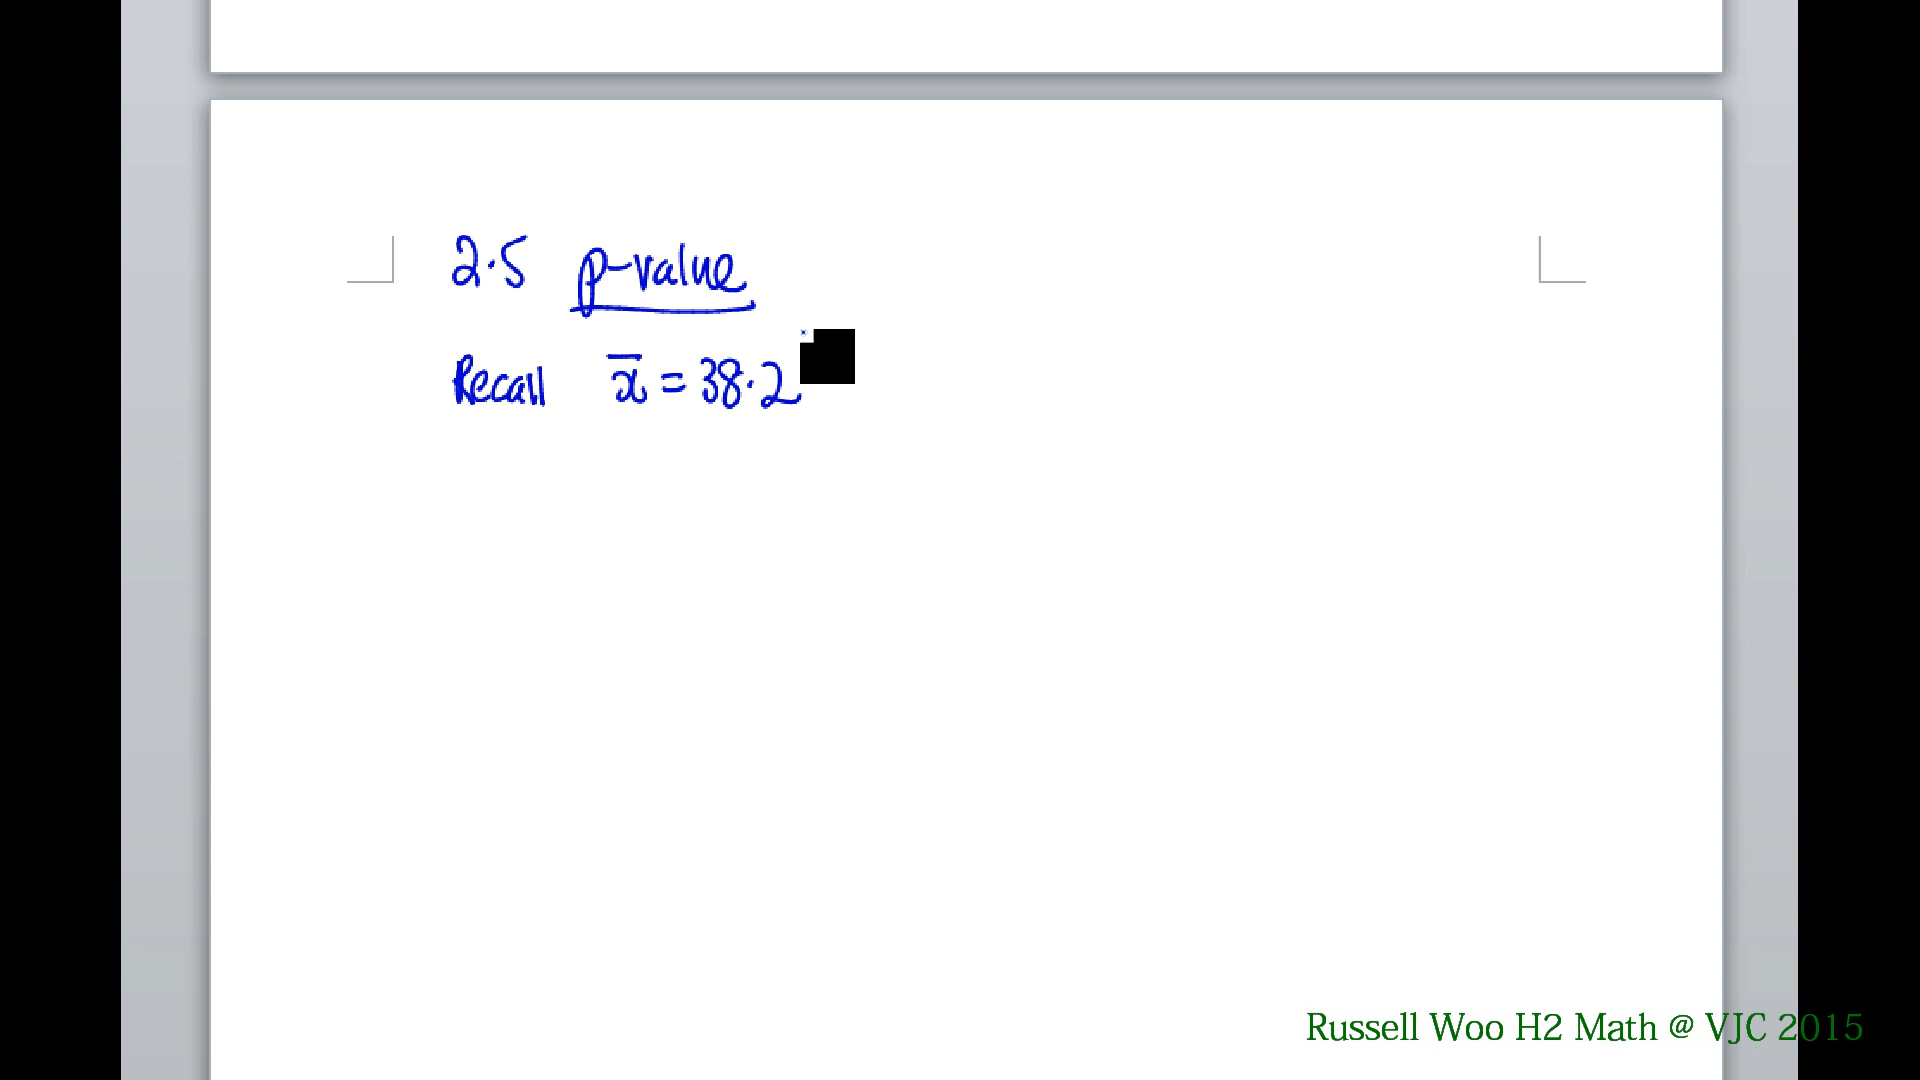 2.5 p-value
Recall x̄ = 38.2
Russell Woo H2 Math @ VJC 2015